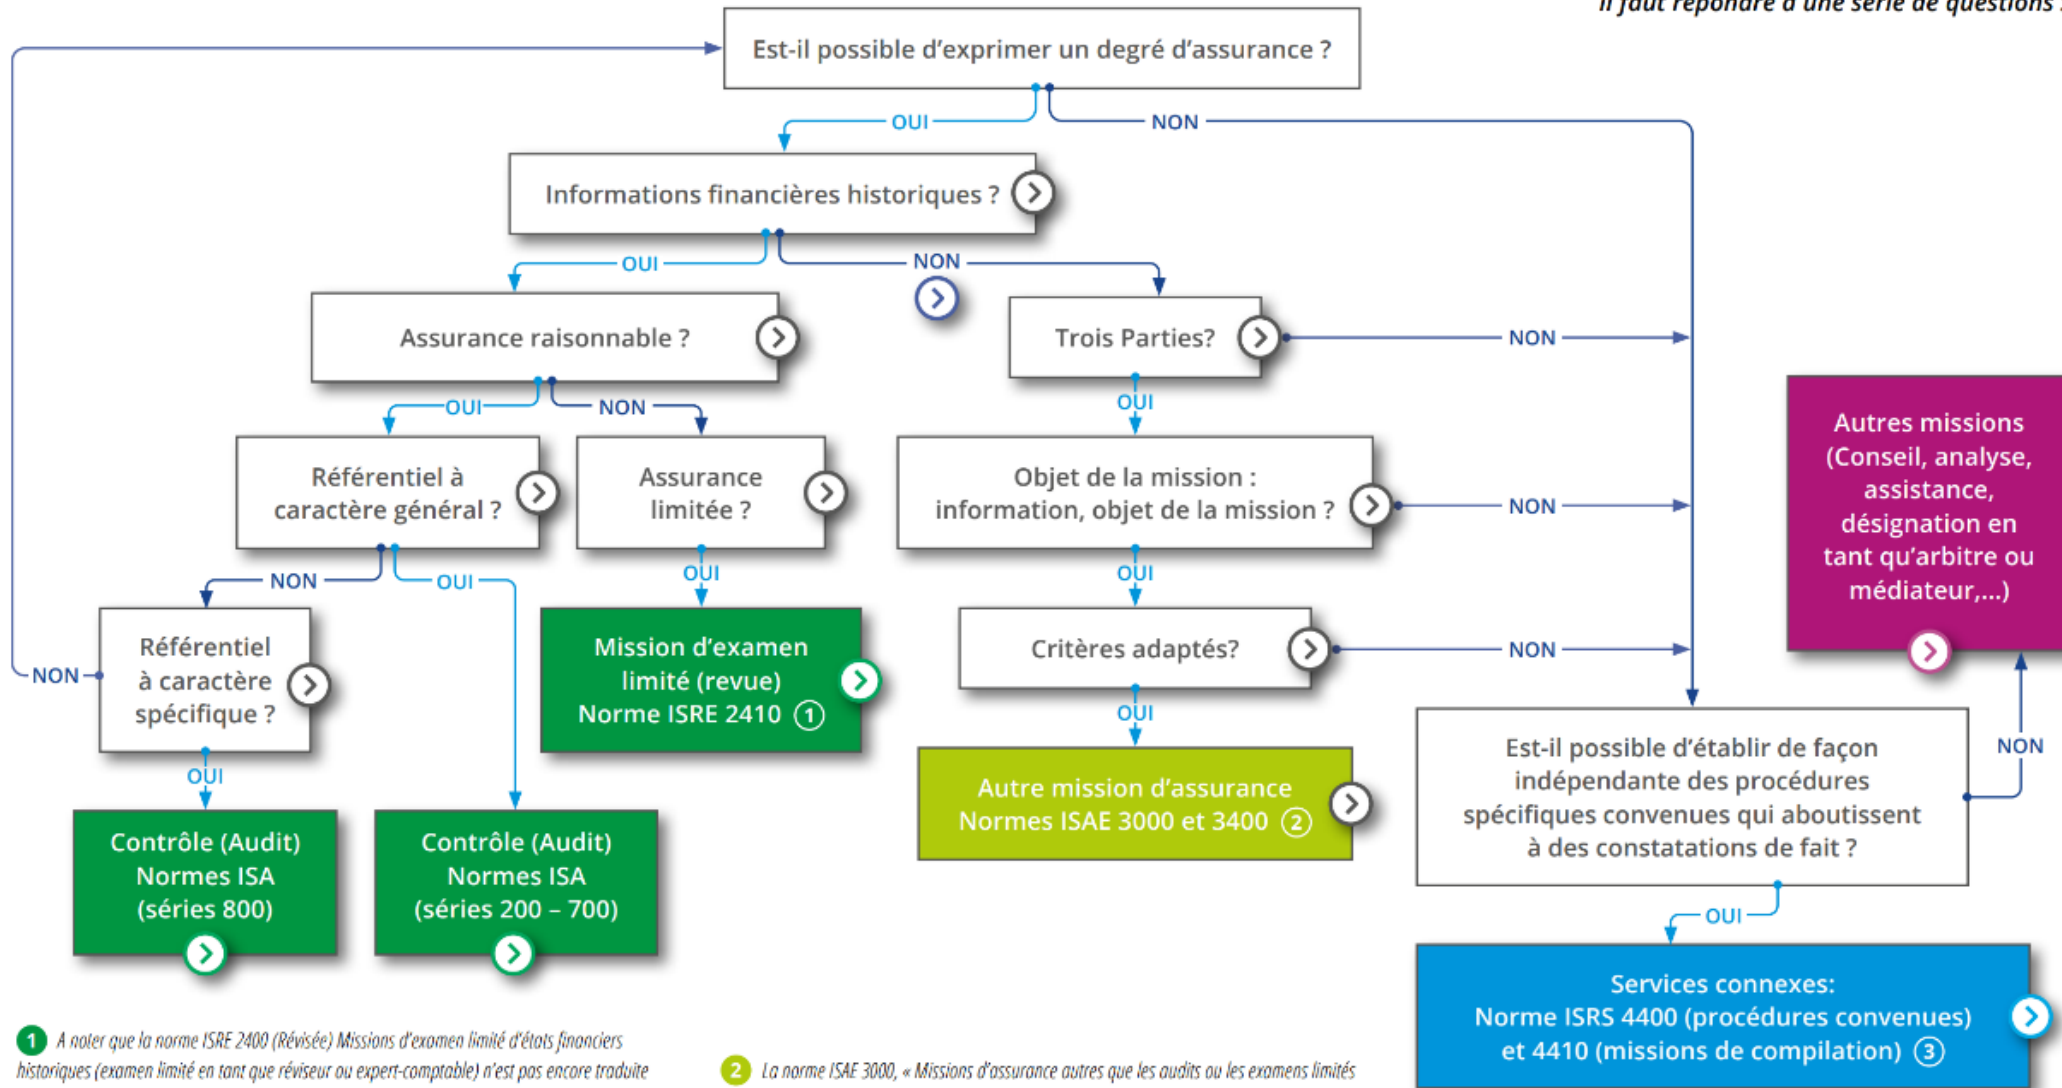 il faut répondre à une série de questions :
Est-il possible d'exprimer un degré d'assurance ?
OUI
NON
Informations financières historiques ?
OUI
NON
Assurance raisonnable ?
Trois Parties?
NON
OUI
NON
OUI
Référentiel à
caractère général ?
Assurance
limitée ?
Objet de la mission :
information, objet de la mission ?
NON
Autres missions
(Conseil, analyse,
assistance,
désignation en
tant qu'arbitre ou
médiateur,...)
NON
OUI
OUI
OUI
Référentiel
à caractère
spécifique ?
NON
Mission d'examen
limité (revue)
Norme ISRE 2410 1
Critères adaptés?
NON
OUI
OUI
Autre mission d'assurance
Normes ISAE 3000 et 3400 2
Est-il possible d'établir de façon
indépendante des procédures
spécifiques convenues qui aboutissent
à des constatations de fait ?
NON
Contrôle (Audit)
Normes ISA
(séries 800)
Contrôle (Audit)
Normes ISA
(séries 200 – 700)
OUI
Services connexes:
Norme ISRS 4400 (procédures convenues)
et 4410 (missions de compilation) 3
1 A noter que la norme ISRE 2400 (Révisée) Missions d'examen limité d'états financiers
historiques (examen limité en tant que réviseur ou expert-comptable) n'est pas encore traduite
2 La norme ISAE 3000, « Missions d'assurance autres que les audits ou les examens limités